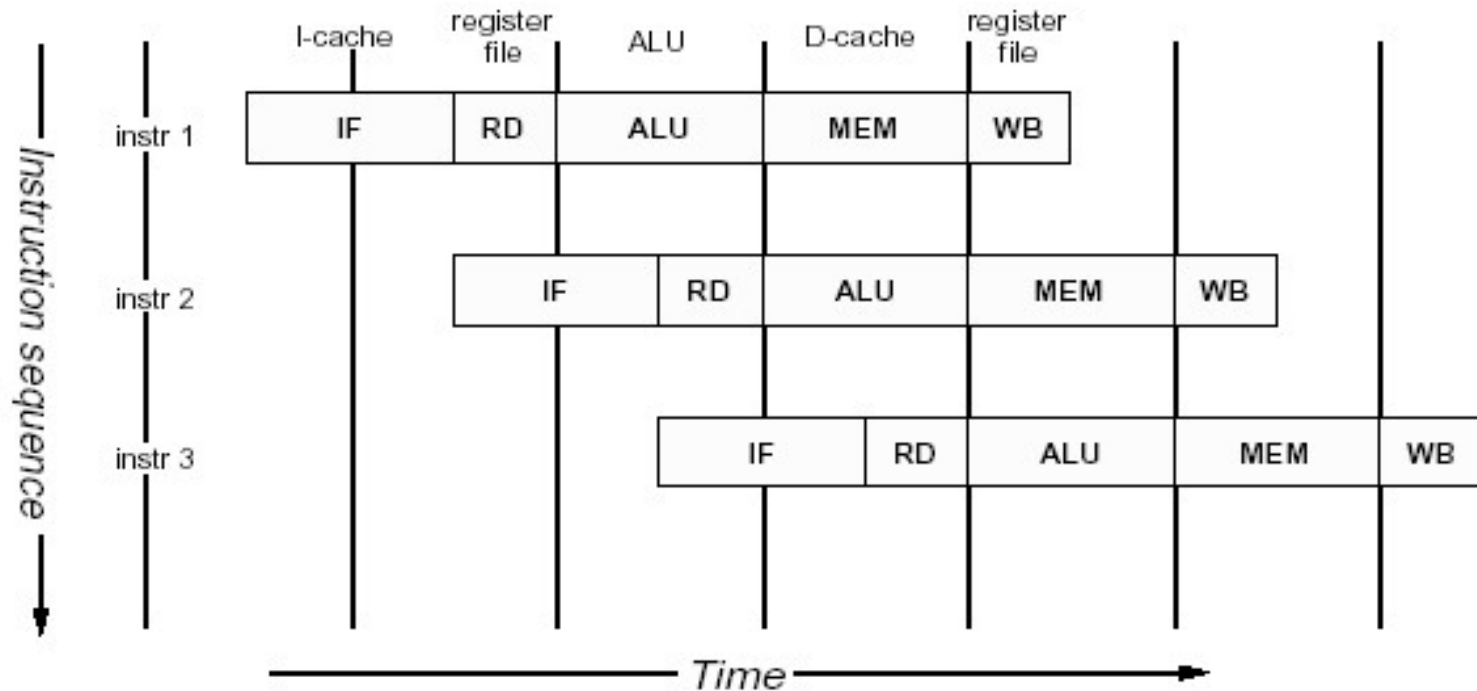 I-cache
register
file
ALU
D-cache
register
file
instr 1
IF
RD
ALU
MEM
WB
instr 2
IF
RD
ALU
MEM
WB
instr 3
IF
RD
ALU
MEM
WB
Instruction sequence
Time